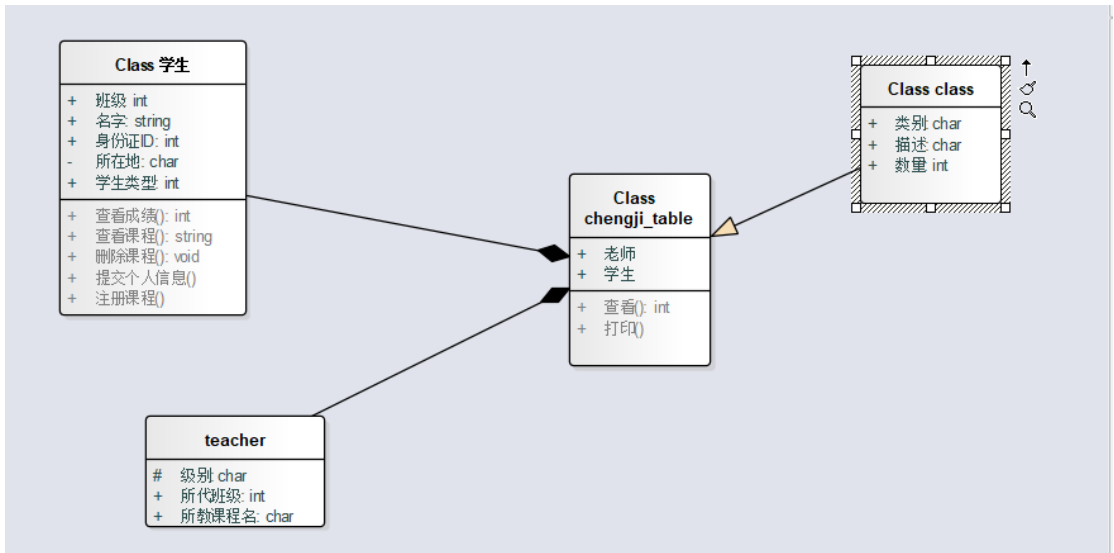 Class 学生
+ 班级: int
+ 名字: string
+ 身份证ID: int
- 所在地: char
+ 学生类型: int
+ 查看成绩(): int
+ 查看课程(): string
+ 删除课程(): void
+ 提交个人信息()
+ 注册课程()
Class
chengji_table
+ 老师
+ 学生
+ 查看(): int
+ 打印()
Class class
+ 类别: char
+ 描述: char
+ 数量: int
teacher
# 级别: char
+ 所代班级: int
+ 所教课程名: char